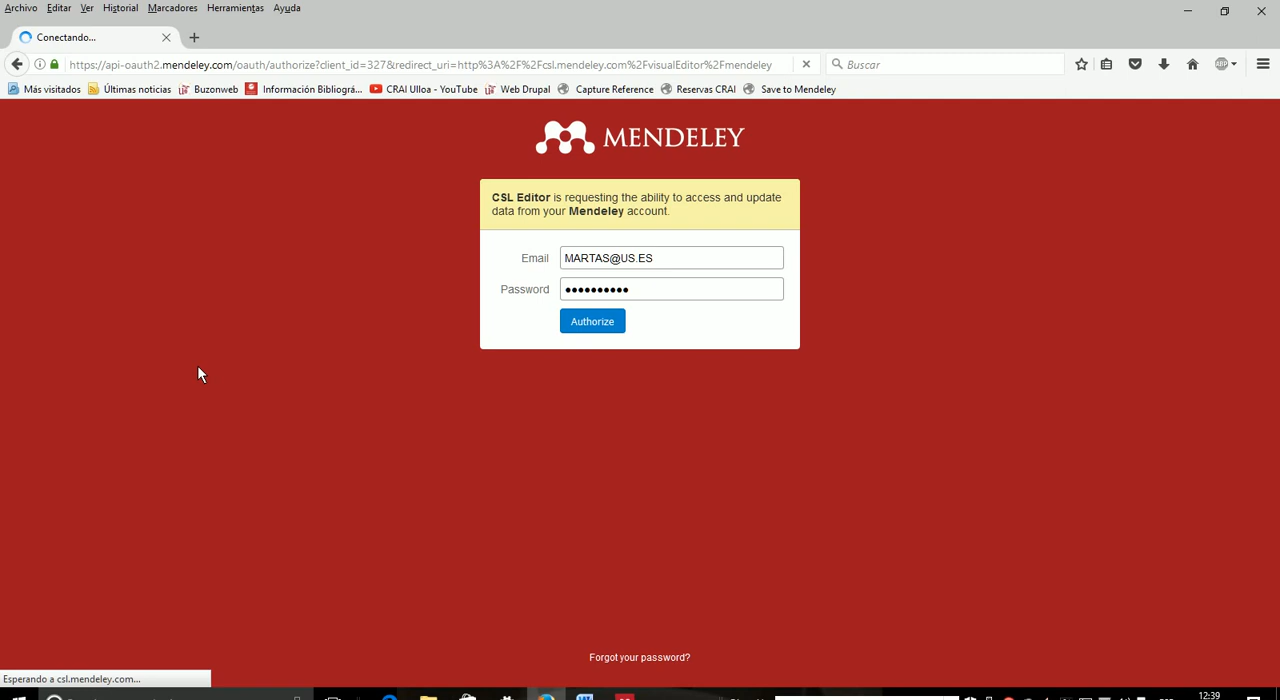 Archivo Editar Ver Historial Marcadores Herramientas Ayuda
Conectando...
https://api-oauth2.mendeley.com/oauth/authorize?client_id=327&redirect_uri=http%3A%2F%2Fcsl.mendeley.com%2FvisualEditor%2Fmendeley
Buscar
ABP
Más visitados Últimas noticias Buzonweb Información Bibliográ... CRAI Ulloa - YouTube Web Drupal Capture Reference Reservas CRAI Save to Mendeley
MENDELEY
CSL Editor is requesting the ability to access and update
data from your Mendeley account.
Email MARTAS@US.ES
Password
Authorize
Forgot your password?
Esperando a csl.mendeley.com...
12:39